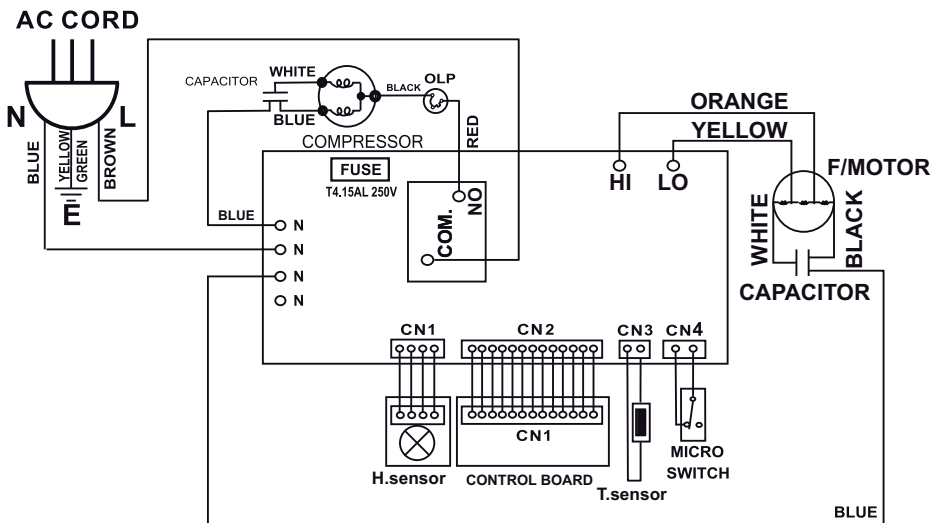 AC CORD
N
L
BLUE
YELLOW
GREEN
BROWN
E
CAPACITOR
WHITE
BLUE
BLACK
OLP
RED
COMPRESSOR
FUSE
T4.15AL 250V
BLUE
N
N
N
N
COM.
NO
HI
LO
ORANGE
YELLOW
F/MOTOR
WHITE
BLACK
CAPACITOR
CN1
CN2
CN3
CN4
CN1
H.sensor
CONTROL BOARD
T.sensor
MICRO
SWITCH
BLUE